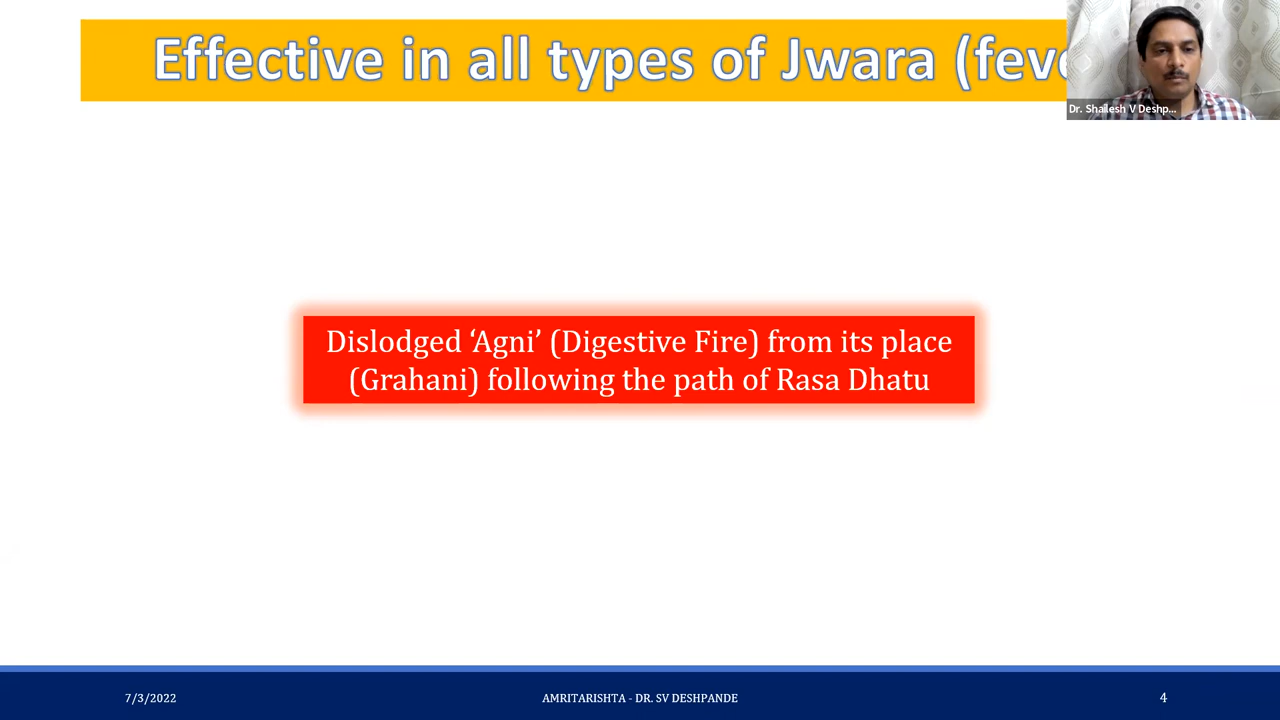 Effective in all types of Jwara (feve
Dr. Shailesh V Deshp...
Dislodged ‘Agni’ (Digestive Fire) from its place
(Grahani) following the path of Rasa Dhatu
7/3/2022
AMRITARISHTA - DR. SV DESHPANDE
4